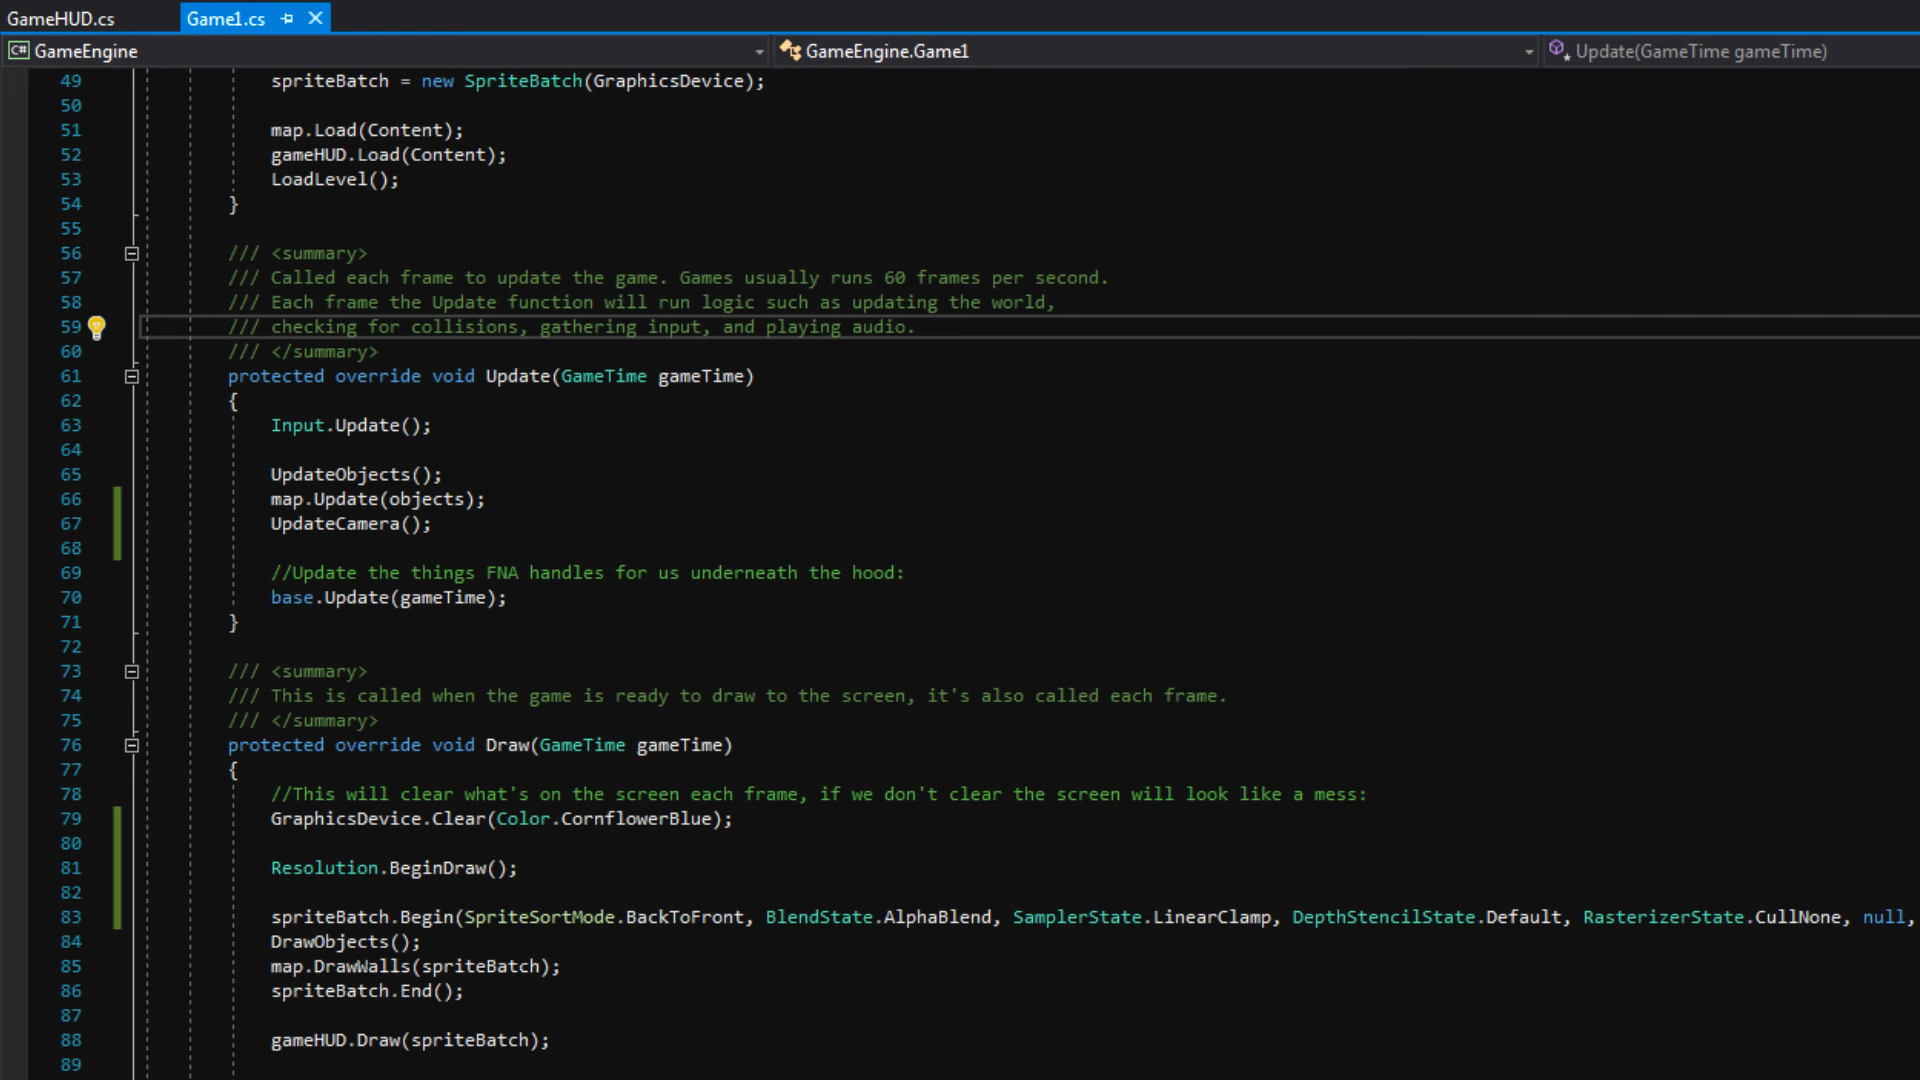 GameHUD.cs Game1.cs
C# GameEngine GameEngine.Game1 Update(GameTime gameTime)
49 spriteBatch = new SpriteBatch(GraphicsDevice);
50
51 map.Load(Content);
52 gameHUD.Load(Content);
53 LoadLevel();
54 }
55
56 /// <summary>
57 /// Called each frame to update the game. Games usually runs 60 frames per second.
58 /// Each frame the Update function will run logic such as updating the world,
59 /// checking for collisions, gathering input, and playing audio.
60 /// </summary>
61 protected override void Update(GameTime gameTime)
62 {
63 Input.Update();
64
65 UpdateObjects();
66 map.Update(objects);
67 UpdateCamera();
68
69 //Update the things FNA handles for us underneath the hood:
70 base.Update(gameTime);
71 }
72
73 /// <summary>
74 /// This is called when the game is ready to draw to the screen, it's also called each frame.
75 /// </summary>
76 protected override void Draw(GameTime gameTime)
77 {
78 //This will clear what's on the screen each frame, if we don't clear the screen will look like a mess:
79 GraphicsDevice.Clear(Color.CornflowerBlue);
80
81 Resolution.BeginDraw();
82
83 spriteBatch.Begin(SpriteSortMode.BackToFront, BlendState.AlphaBlend, SamplerState.LinearClamp, DepthStencilState.Default, RasterizerState.CullNone, null,
84 DrawObjects();
85 map.DrawWalls(spriteBatch);
86 spriteBatch.End();
87
88 gameHUD.Draw(spriteBatch);
89